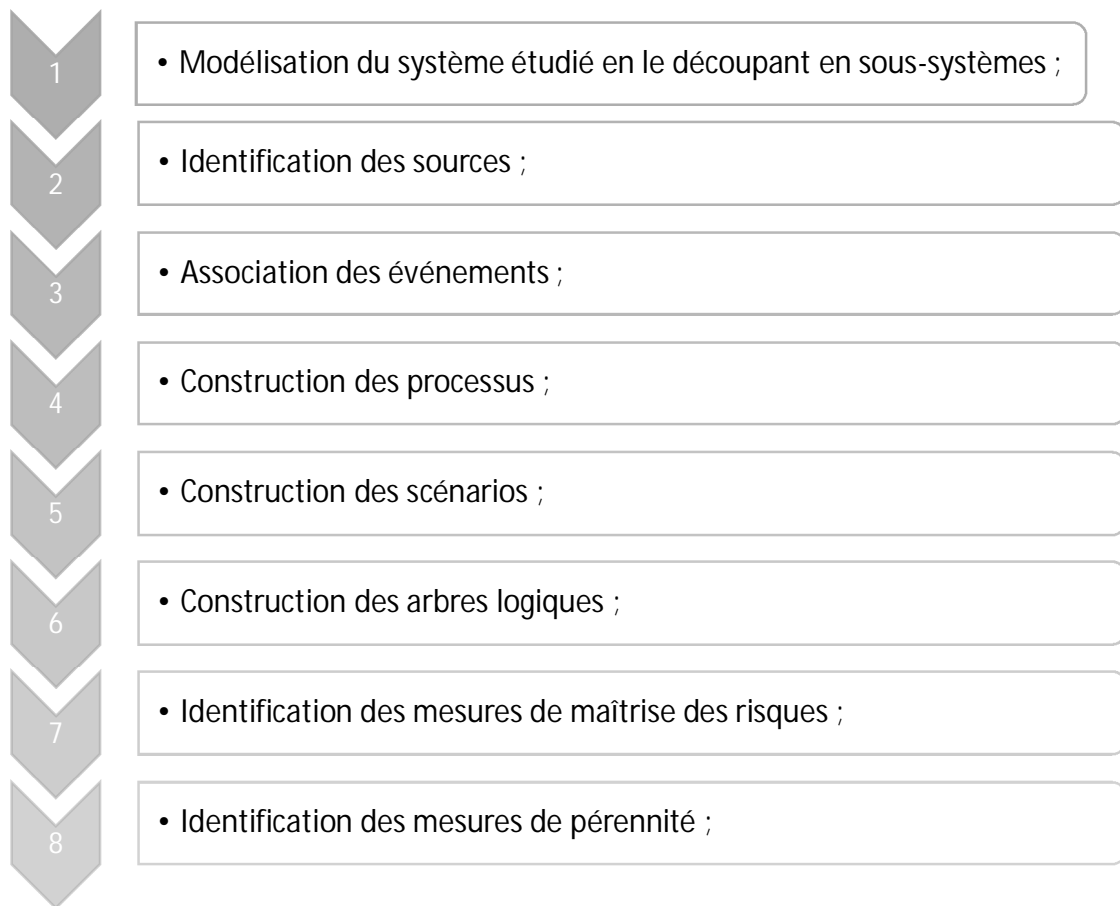 1
• Modélisation du système étudié en le découpant en sous-systèmes ;
2
• Identification des sources ;
3
• Association des événements ;
4
• Construction des processus ;
5
• Construction des scénarios ;
6
• Construction des arbres logiques ;
7
• Identification des mesures de maîtrise des risques ;
8
• Identification des mesures de pérennité ;